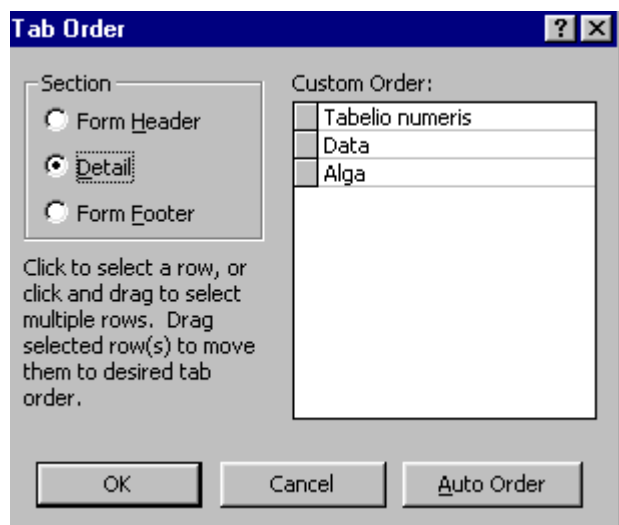 Tab Order
Section
Form Header
Detail
Form Footer
Click to select a row, or
click and drag to select
multiple rows. Drag
selected row(s) to move
them to desired tab
order.
Custom Order:
Tabelio numeris
Data
Alga
OK
Cancel
Auto Order